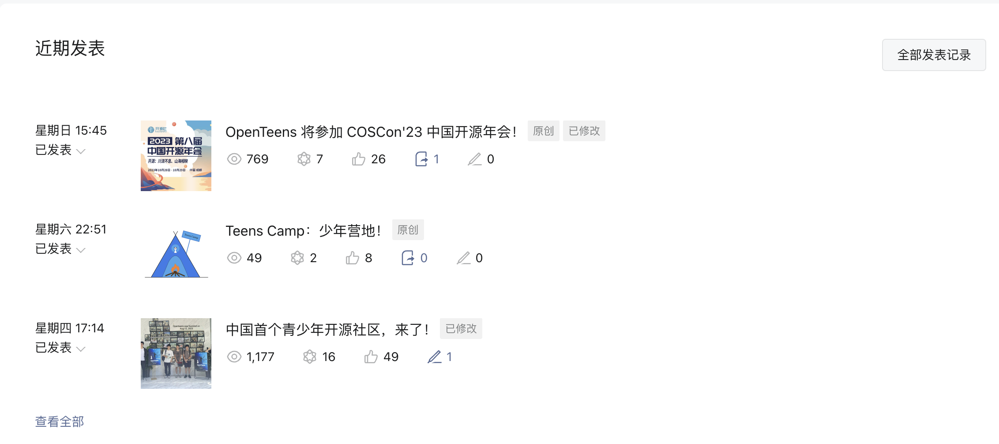 近期发表
全部发表记录
星期日 15:45
已发表
开源社
kaiyuanshe
2023 第八届
中国开源年会
开源：川流不息、山海相映
2023年10月28日 - 10月29日 中国 成都
OpenTeens 将参加 COSCon'23 中国开源年会！
原创
已修改
769
7
26
1
0
星期六 22:51
已发表
Teens Camp
Teens Camp：少年营地！
原创
49
2
8
0
0
星期四 17:14
已发表
Openteens was founded on
Aug.12, 2023
OpenTeens
中国首个青少年开源社区，来了！
已修改
1,177
16
49
1
查看全部